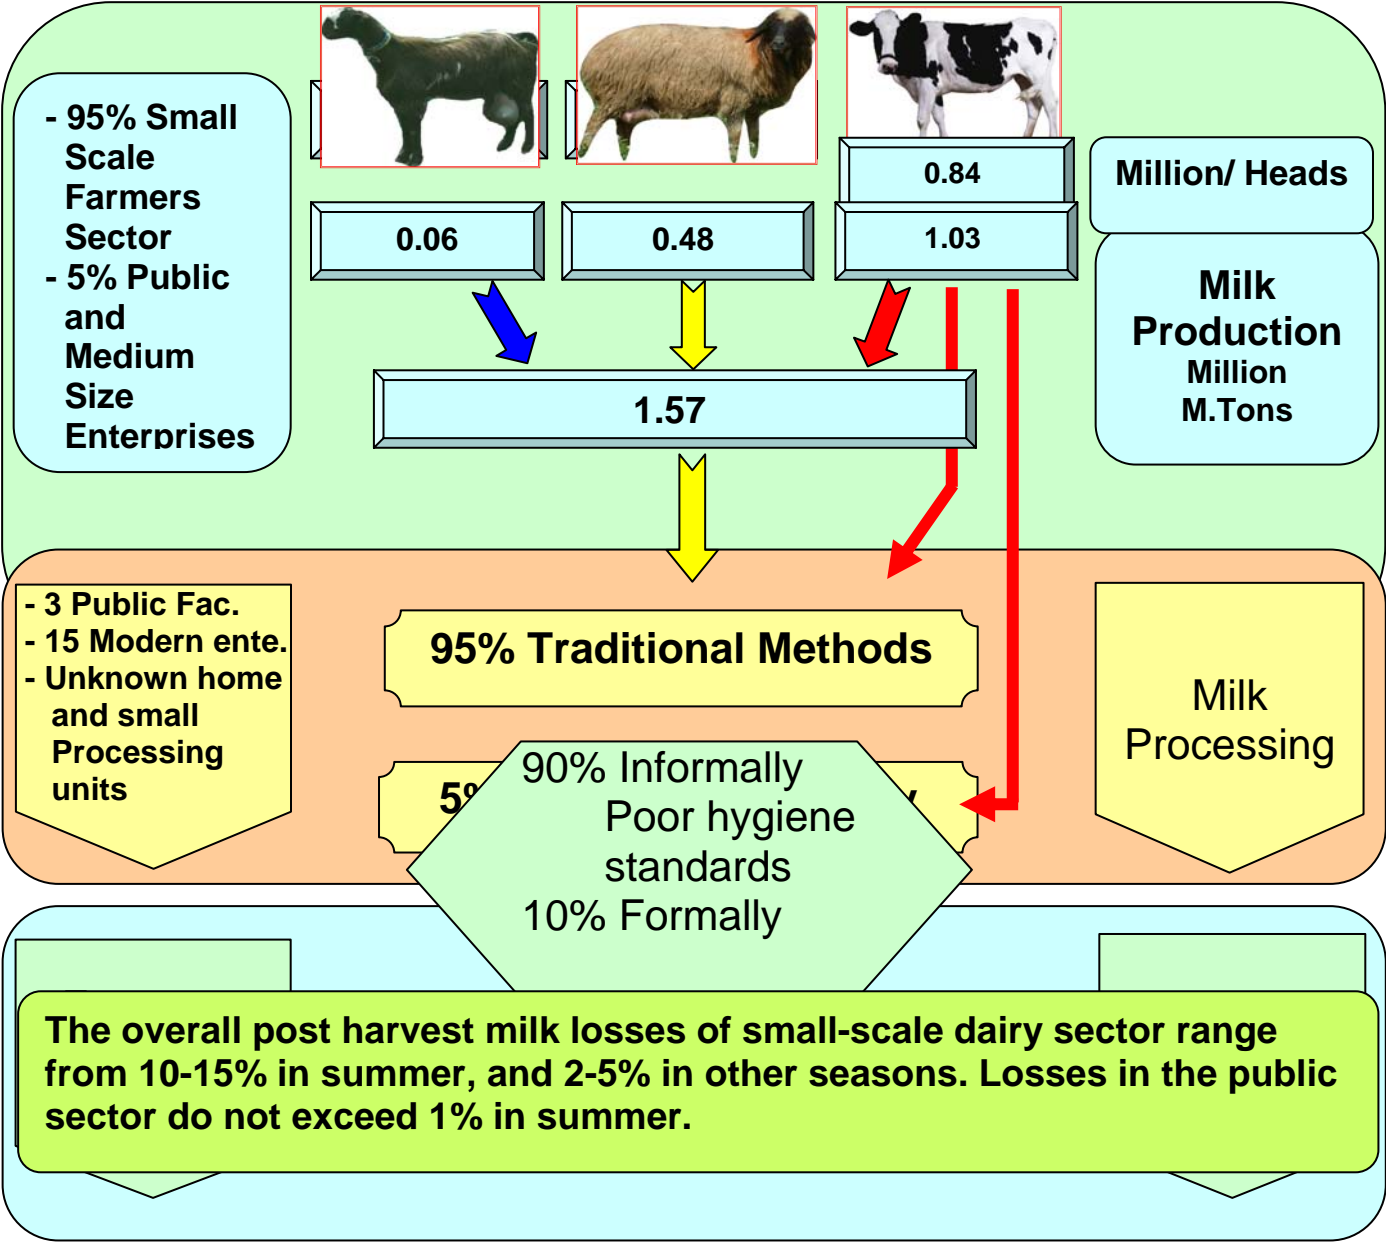 - 95% Small
Scale
Farmers
Sector
- 5% Public
and
Medium
Size
Enterprises
0.84
Million/ Heads
0.06
0.48
1.03
Milk
Production
Million
M.Tons
1.57
- 3 Public Fac.
- 15 Modern ente.
- Unknown home
and small
Processing
units
95% Traditional Methods
Milk
Processing
5%
90% Informally
Poor hygiene
standards
10% Formally
The overall post harvest milk losses of small-scale dairy sector range
from 10-15% in summer, and 2-5% in other seasons. Losses in the public
sector do not exceed 1% in summer.